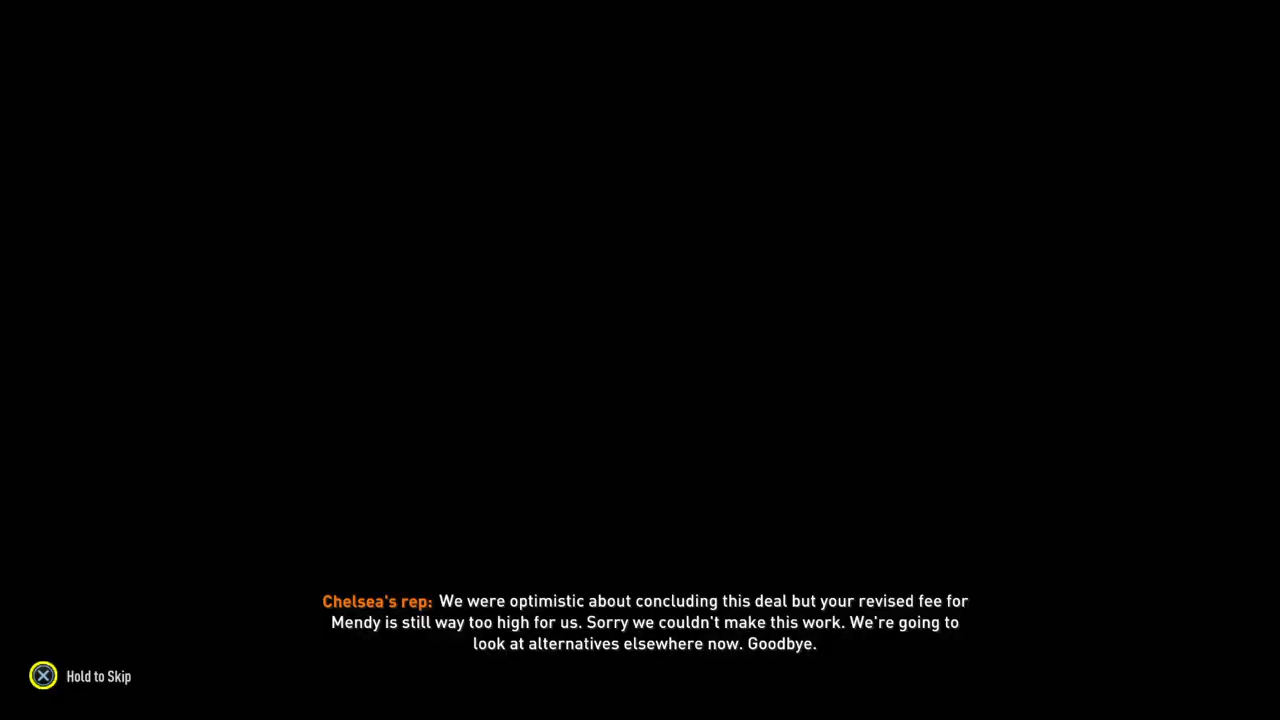 Chelsea's rep: We were optimistic about concluding this deal but your revised fee for
Mendy is still way too high for us. Sorry we couldn't make this work. We're going to
look at alternatives elsewhere now. Goodbye.
Hold to Skip